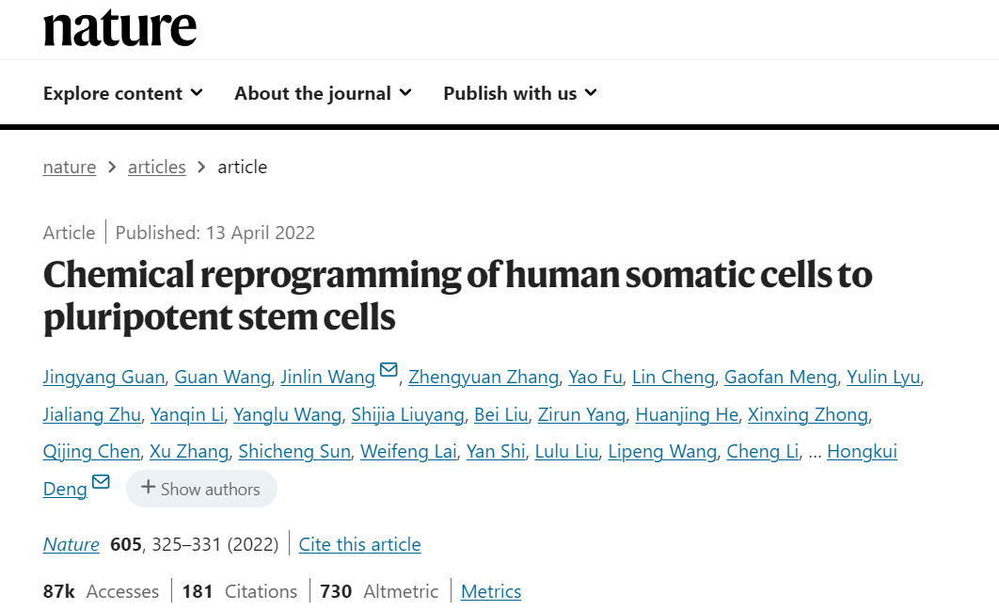 nature
Explore content About the journal Publish with us
nature > articles > article
Article | Published: 13 April 2022
Chemical reprogramming of human somatic cells to
pluripotent stem cells
Jingyang Guan, Guan Wang, Jinlin Wang, Zhengyuan Zhang, Yao Fu, Lin Cheng, Gaofan Meng, Yulin Lyu,
Jialiang Zhu, Yanqin Li, Yanglu Wang, Shijia Liuyang, Bei Liu, Zirun Yang, Huanjing He, Xinxing Zhong,
Qijing Chen, Xu Zhang, Shicheng Sun, Weifeng Lai, Yan Shi, Lulu Liu, Lipeng Wang, Cheng Li, … Hongkui
Deng + Show authors
Nature 605, 325–331 (2022) | Cite this article
87k Accesses | 181 Citations | 730 Altmetric | Metrics